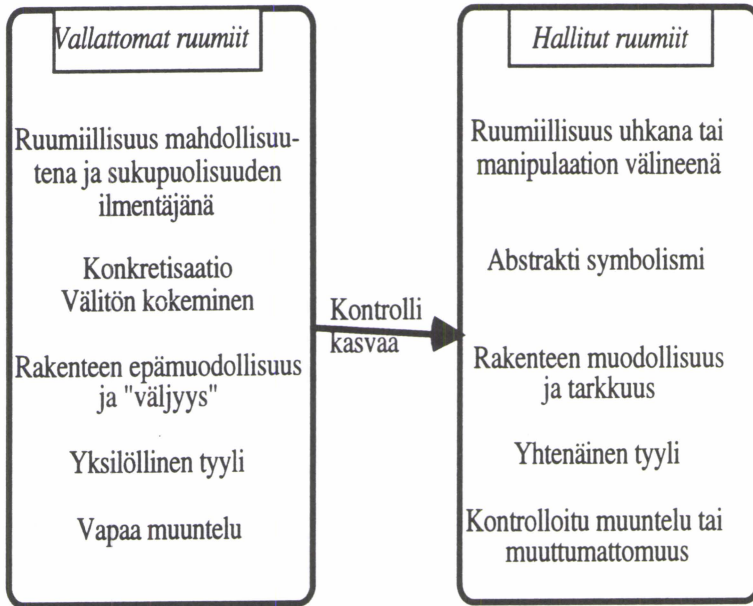 Vallattomat ruumiit
Ruumiillisuus mahdollisuu-
tena ja sukupuolisuuden
ilmentäjänä
Konkretisaatio
Välitön kokeminen
Rakenteen epämuodollisuus
ja "väljyys"
Yksilöllinen tyyli
Vapaa muuntelu
Kontrolli
kasvaa
Hallitut ruumiit
Ruumiillisuus uhkana tai
manipulaation välineenä
Abstrakti symbolismi
Rakenteen muodollisuus
ja tarkkuus
Yhtenäinen tyyli
Kontrolloitu muuntelu tai
muuttumattomuus